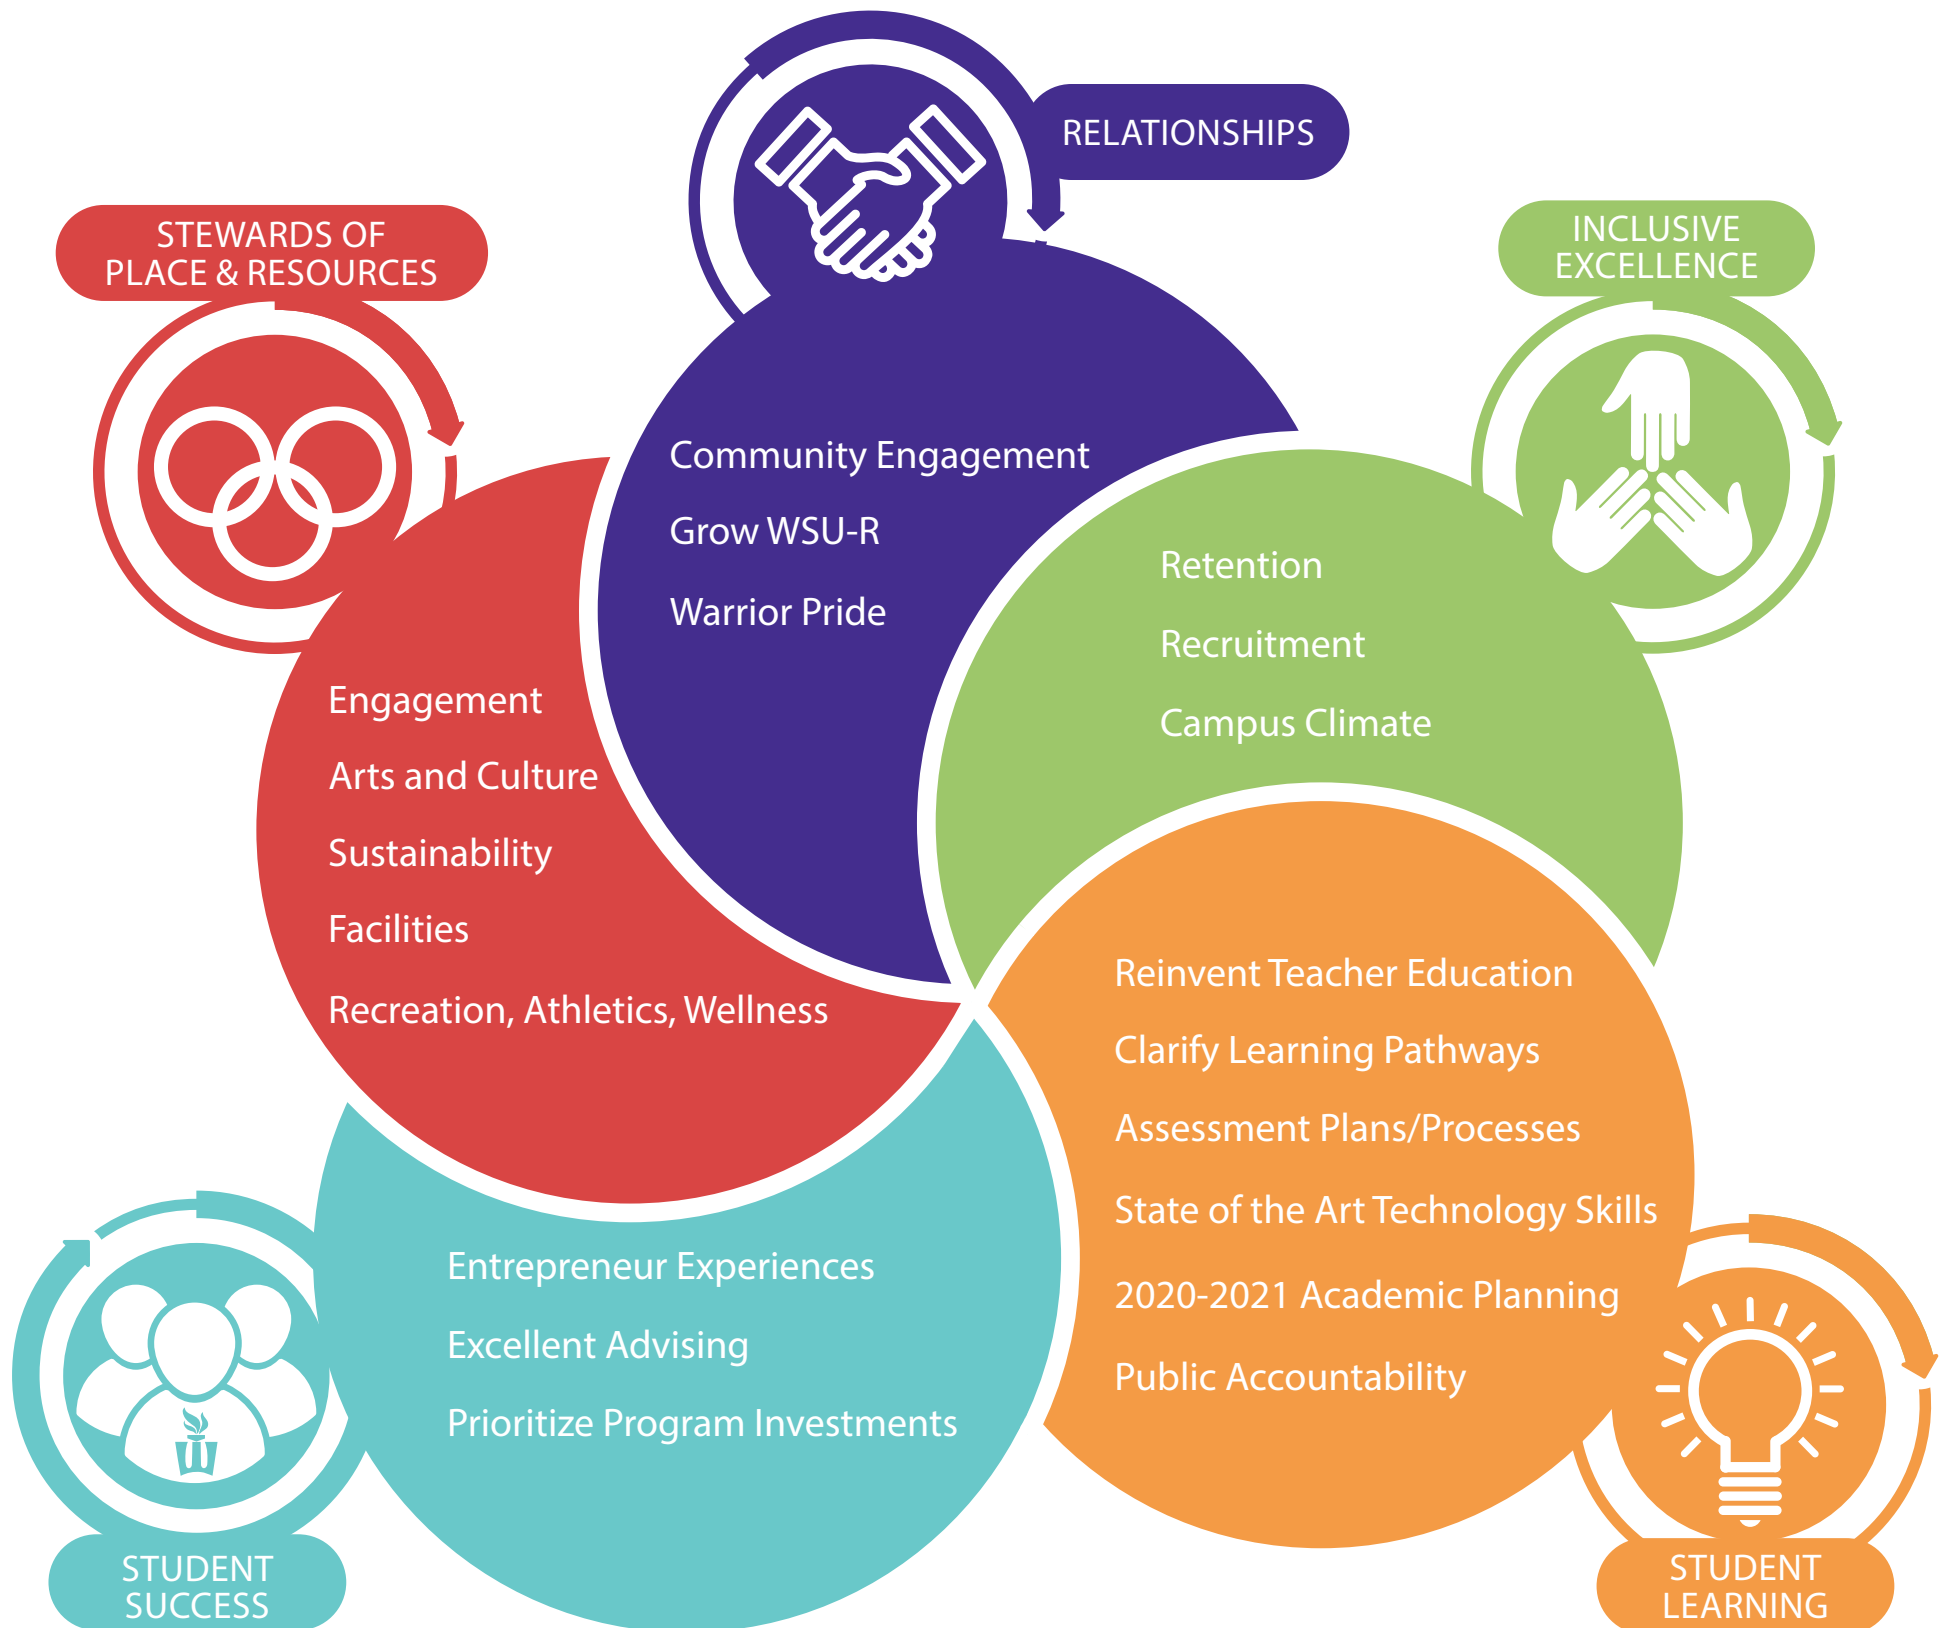 RELATIONSHIPS
Community Engagement
Grow WSU-R
Warrior Pride
INCLUSIVE
EXCELLENCE
Retention
Recruitment
Campus Climate
STUDENT
LEARNING
Reinvent Teacher Education
Clarify Learning Pathways
Assessment Plans/Processes
State of the Art Technology Skills
2020-2021 Academic Planning
Public Accountability
STUDENT
SUCCESS
Entrepreneur Experiences
Excellent Advising
Prioritize Program Investments
STEWARDS OF
PLACE & RESOURCES
Engagement
Arts and Culture
Sustainability
Facilities
Recreation, Athletics, Wellness